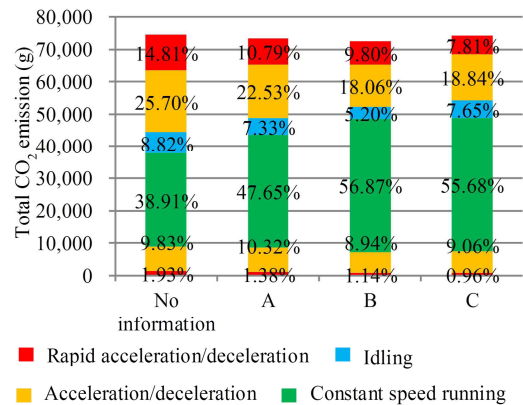 Total CO2 emission (g)
80,000
70,000
60,000
50,000
40,000
30,000
20,000
10,000
0
14.81% 10.79% 9.80% 7.81%
25.70% 22.53% 18.06% 18.84%
8.82% 7.33% 5.20% 7.65%
38.91% 47.65% 56.87% 55.68%
9.83% 10.32% 8.94% 9.06%
1.93% 1.38% 1.14% 0.96%
No information A B C
Rapid acceleration/deceleration Idling
Acceleration/deceleration Constant speed running